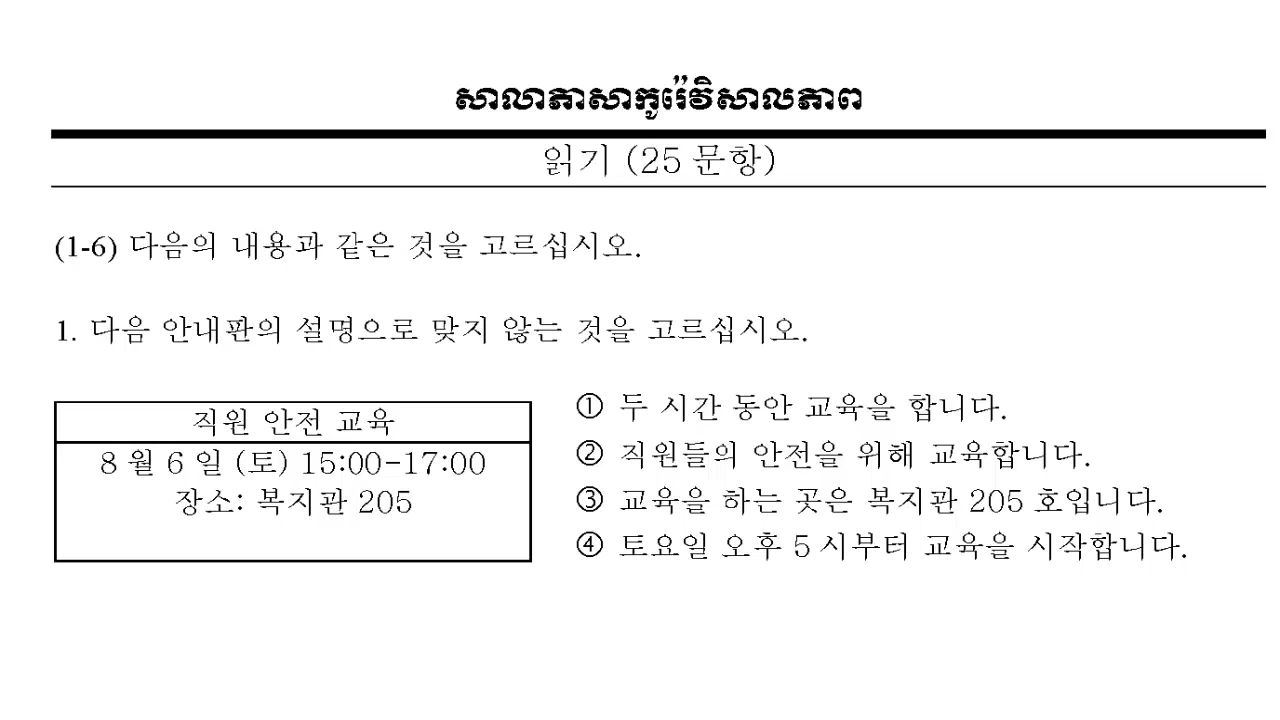 សាលាភាសាកូរ៉េវិសាលភាព
읽기 (25 문항)
(1-6) 다음의 내용과 같은 것을 고르십시오.
1. 다음 안내판의 설명으로 맞지 않는 것을 고르십시오.
직원 안전 교육
8 월 6 일 (토) 15:00-17:00
장소: 복지관 205
① 두 시간 동안 교육을 합니다.
② 직원들의 안전을 위해 교육합니다.
③ 교육을 하는 곳은 복지관 205 호입니다.
④ 토요일 오후 5 시부터 교육을 시작합니다.